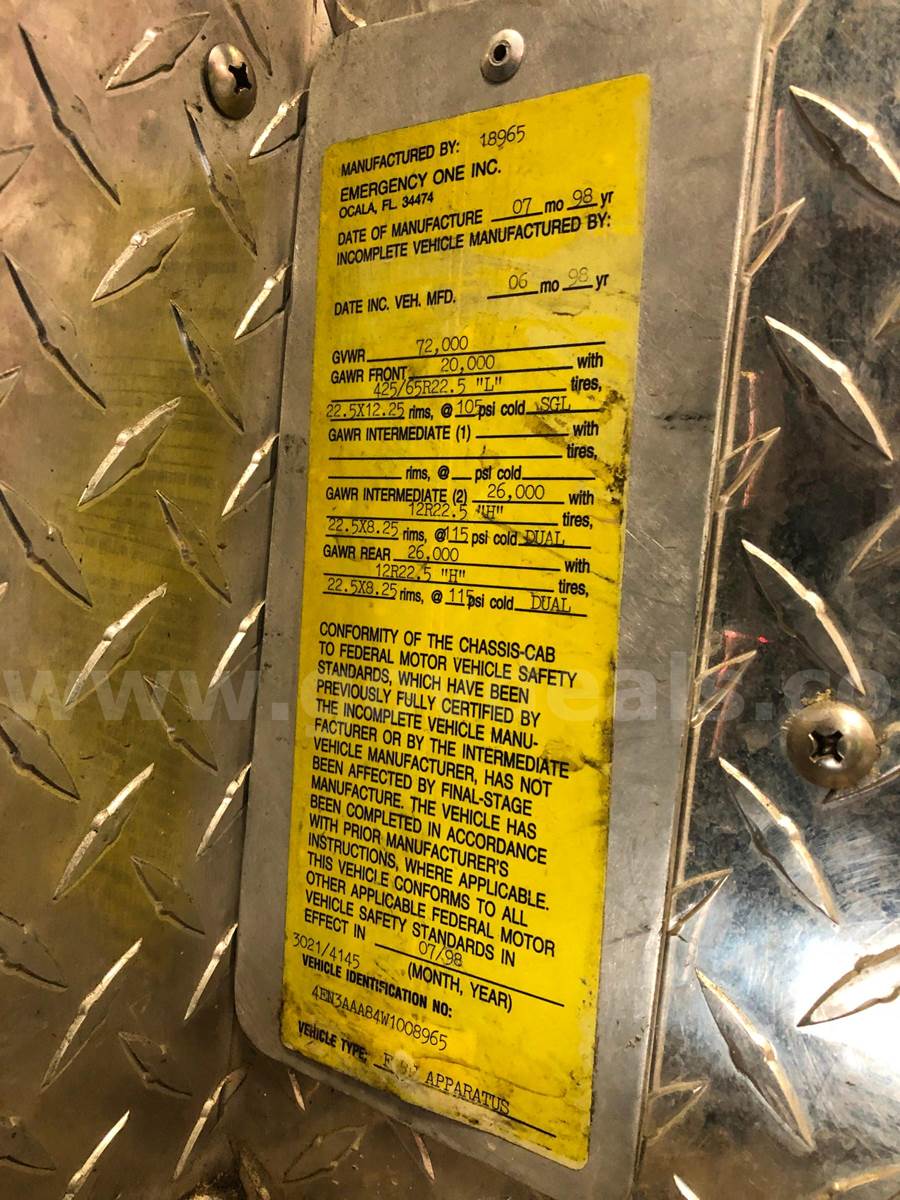 MANUFACTURED BY: 18965
EMERGENCY ONE INC.
OCALA, FL. 34474
DATE OF MANUFACTURE 07 mo 98 yr
INCOMPLETE VEHICLE MANUFACTURED BY:
DATE INC. VEH. MFD. 06 mo 98 yr
GVWR 72,000
GAWR FRONT 20,000 with
425/65R22.5 "L" tires,
22.5X12.25 rims, @ 105 psi cold SGL
GAWR INTERMEDIATE (1) with
tires,
rims, @ psi cold
GAWR INTERMEDIATE (2) 26,000 with
12R22.5 "H" tires,
22.5X8.25 rims, @ 115 psi cold DUAL
GAWR REAR 26,000 with
12R22.5 "H" tires,
22.5X8.25 rims, @ 115 psi cold DUAL
CONFORMITY OF THE CHASSIS-CAB
TO FEDERAL MOTOR VEHICLE SAFETY
STANDARDS, WHICH HAVE BEEN
PREVIOUSLY FULLY CERTIFIED BY
THE INCOMPLETE VEHICLE MANU-
FACTURER OR BY THE INTERMEDIATE
VEHICLE MANUFACTURER, HAS NOT
BEEN AFFECTED BY FINAL-STAGE
MANUFACTURE. THE VEHICLE HAS
BEEN COMPLETED IN ACCORDANCE
WITH PRIOR MANUFACTURER'S
INSTRUCTIONS, WHERE APPLICABLE.
THIS VEHICLE CONFORMS TO ALL
OTHER APPLICABLE FEDERAL MOTOR
VEHICLE SAFETY STANDARDS IN
EFFECT IN 07/98
3021/4145 (MONTH, YEAR)
VEHICLE IDENTIFICATION NO:
4EN3AAA84W1008965
VEHICLE TYPE: APPARATUS